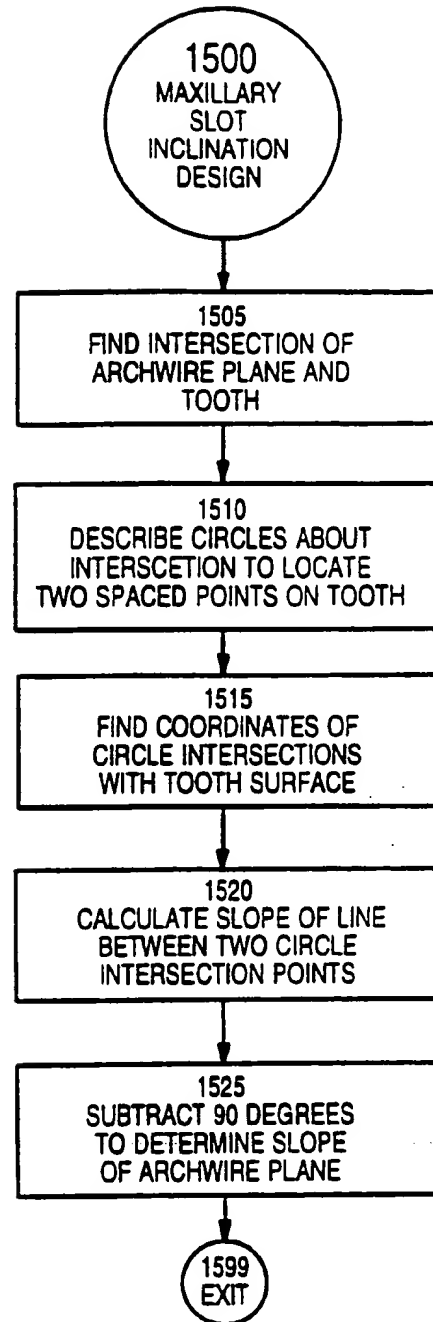 1500
MAXILLARY
SLOT
INCLINATION
DESIGN
1505
FIND INTERSECTION OF
ARCHWIRE PLANE AND
TOOTH
1510
DESCRIBE CIRCLES ABOUT
INTERSCETION TO LOCATE
TWO SPACED POINTS ON TOOTH
1515
FIND COORDINATES OF
CIRCLE INTERSECTIONS
WITH TOOTH SURFACE
1520
CALCULATE SLOPE OF LINE
BETWEEN TWO CIRCLE
INTERSECTION POINTS
1525
SUBTRACT 90 DEGREES
TO DETERMINE SLOPE
OF ARCHWIRE PLANE
1599
EXIT